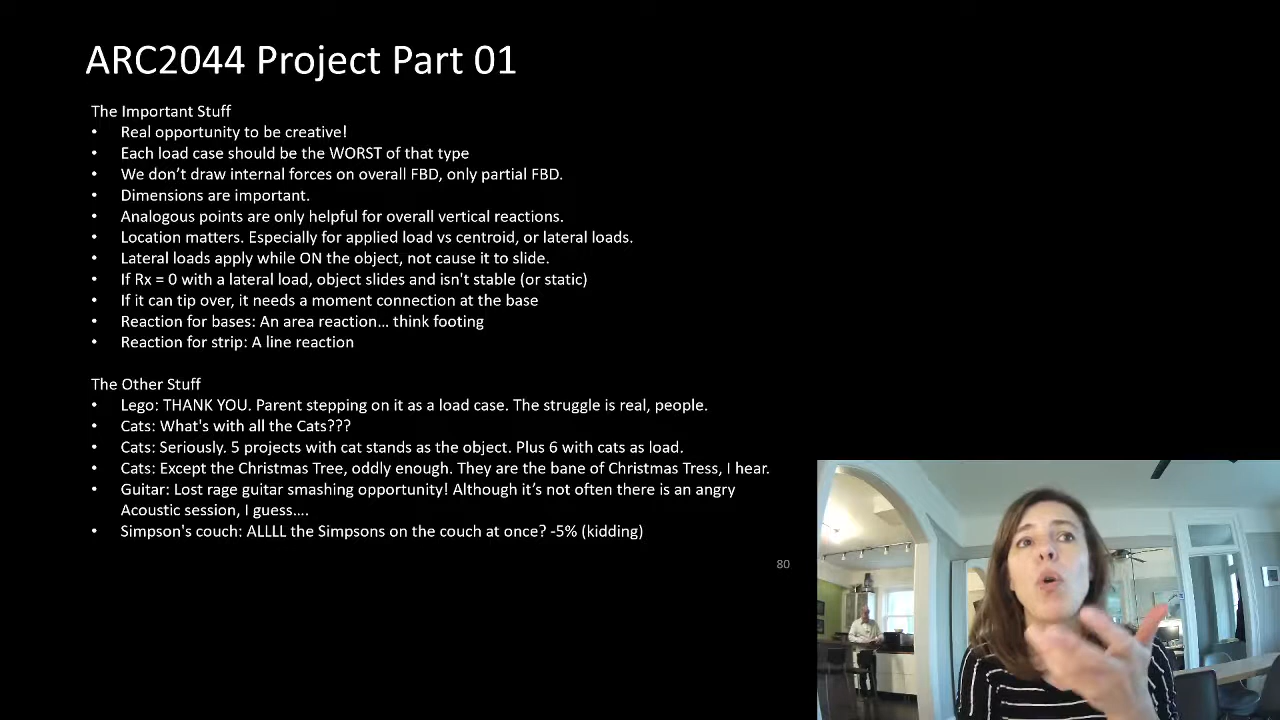 ARC2044 Project Part 01
The Important Stuff
• Real opportunity to be creative!
• Each load case should be the WORST of that type
• We don't draw internal forces on overall FBD, only partial FBD.
• Dimensions are important.
• Analogous points are only helpful for overall vertical reactions.
• Location matters. Especially for applied load vs centroid, or lateral loads.
• Lateral loads apply while ON the object, not cause it to slide.
• If Rx = 0 with a lateral load, object slides and isn't stable (or static)
• If it can tip over, it needs a moment connection at the base
• Reaction for bases: An area reaction… think footing
• Reaction for strip: A line reaction
The Other Stuff
• Lego: THANK YOU. Parent stepping on it as a load case. The struggle is real, people.
• Cats: What's with all the Cats???
• Cats: Seriously. 5 projects with cat stands as the object. Plus 6 with cats as load.
• Cats: Except the Christmas Tree, oddly enough. They are the bane of Christmas Tress, I hear.
• Guitar: Lost rage guitar smashing opportunity! Although it's not often there is an angry
Acoustic session, I guess….
• Simpson's couch: ALLLL the Simpsons on the couch at once? -5% (kidding)
80